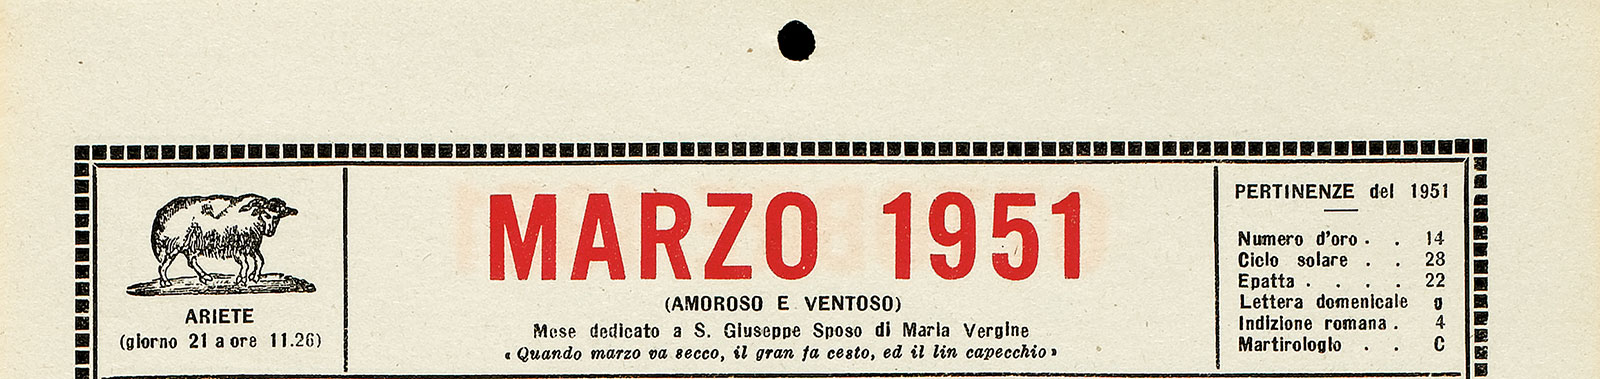 ARIETE
(giorno 21 a ore 11.26)
MARZO 1951
(AMOROSO E VENTOSO)
Mese dedicato a S. Giuseppe Sposo di Maria Vergine
« Quando marzo va secco, il gran fa cesto, ed il lin capecchio »
PERTINENZE del 1951
Numero d'oro . . 14
Ciclo solare . . 28
Epatta . . . . 22
Lettera domenicale g
Indizione romana . 4
Martirologio . . C